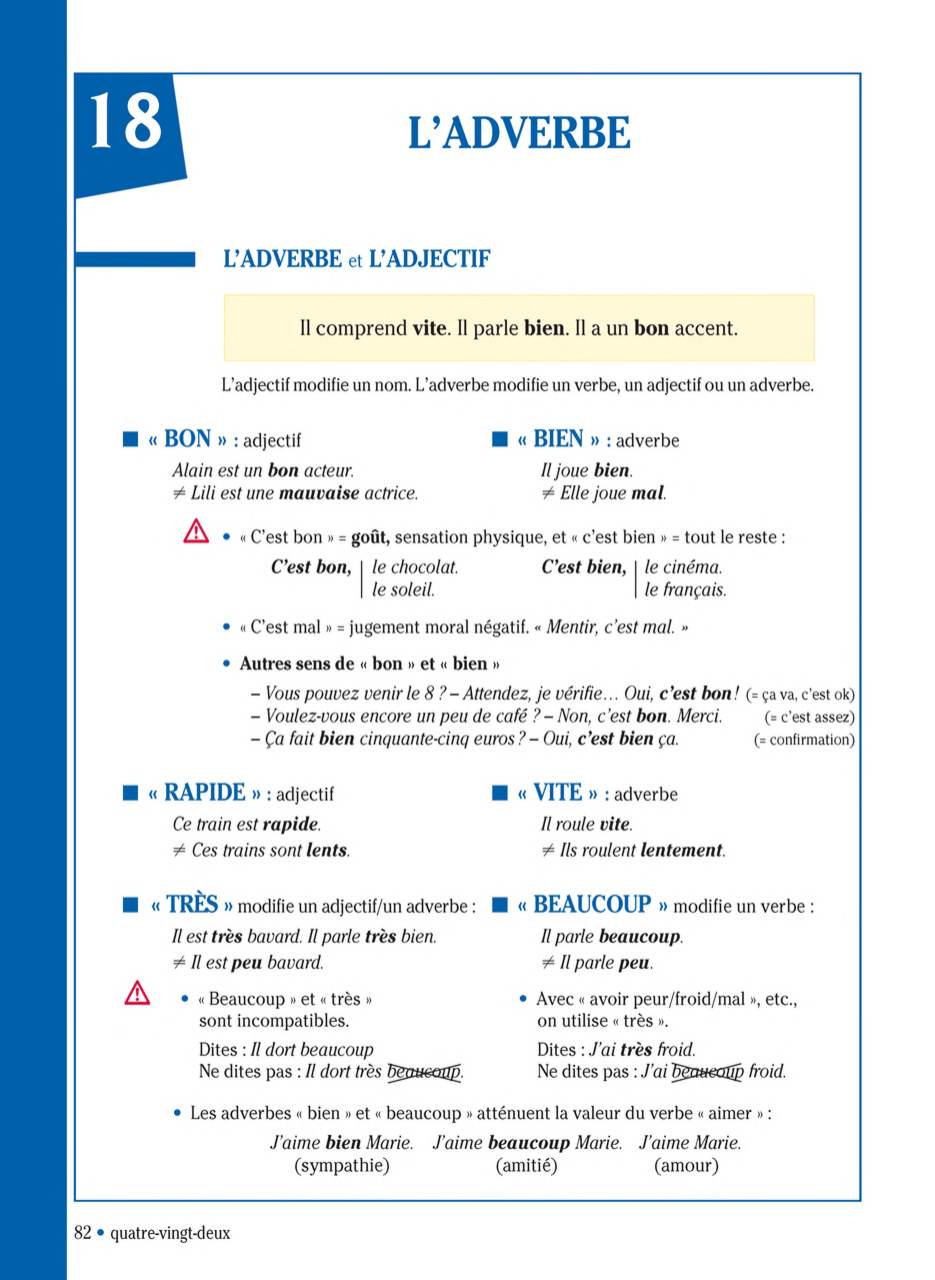 18
L’ADVERBE
L’ADVERBE et L’ADJECTIF
Il comprend vite. Il parle bien. Il a un bon accent.
L’adjectif modifie un nom. L’adverbe modifie un verbe, un adjectif ou un adverbe.
■ « BON » : adjectif
Alain est un bon acteur.
≠ Lili est une mauvaise actrice.
■ « BIEN » : adverbe
Il joue bien.
≠ Elle joue mal.
• « C’est bon » = goût, sensation physique, et « c’est bien » = tout le reste :
C’est bon, le chocolat.
le soleil.
C’est bien, le cinéma.
le français.
• « C’est mal » = jugement moral négatif. « Mentir, c’est mal. »
• Autres sens de « bon » et « bien »
– Vous pouvez venir le 8 ? – Attendez, je vérifie… Oui, c’est bon ! (= ça va, c’est ok)
– Voulez-vous encore un peu de café ? – Non, c’est bon. Merci. (= c’est assez)
– Ça fait bien cinquante-cinq euros ? – Oui, c’est bien ça. (= confirmation)
■ « RAPIDE » : adjectif
Ce train est rapide.
≠ Ces trains sont lents.
■ « VITE » : adverbe
Il roule vite.
≠ Ils roulent lentement.
■ « TRÈS » modifie un adjectif/un adverbe :
Il est très bavard. Il parle très bien.
≠ Il est peu bavard.
■ « BEAUCOUP » modifie un verbe :
Il parle beaucoup.
≠ Il parle peu.
• « Beaucoup » et « très »
sont incompatibles.
Dites : Il dort beaucoup
Ne dites pas : Il dort très beaucoup.
• Avec « avoir peur/froid/mal », etc.,
on utilise « très ».
Dites : J’ai très froid.
Ne dites pas : J’ai beaucoup froid.
• Les adverbes « bien » et « beaucoup » atténuent la valeur du verbe « aimer » :
J’aime bien Marie. J’aime beaucoup Marie. J’aime Marie.
(sympathie) (amitié) (amour)
82 • quatre-vingt-deux